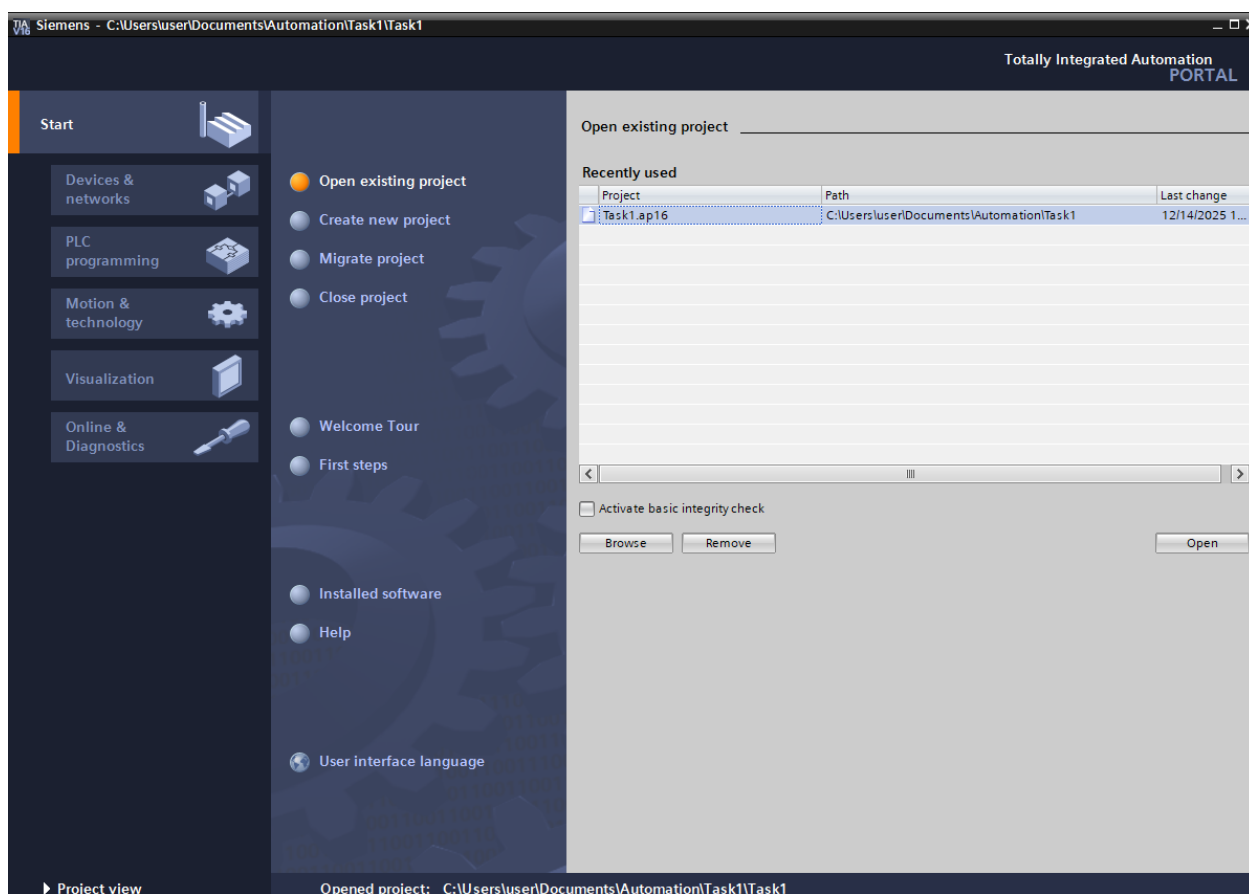 TIA V16 Siemens - C:\Users\user\Documents\Automation\Task1\Task1
Totally Integrated Automation
PORTAL
Start
Devices &
networks
PLC
programming
Motion &
technology
Visualization
Online &
Diagnostics
Open existing project
Create new project
Migrate project
Close project
Welcome Tour
First steps
Installed software
Help
User interface language
Open existing project
Recently used
Project Path Last change
Task1.ap16 C:\Users\user\Documents\Automation\Task1 12/14/2025 1...
Activate basic integrity check
Browse Remove Open
Project view
Opened project: C:\Users\user\Documents\Automation\Task1\Task1